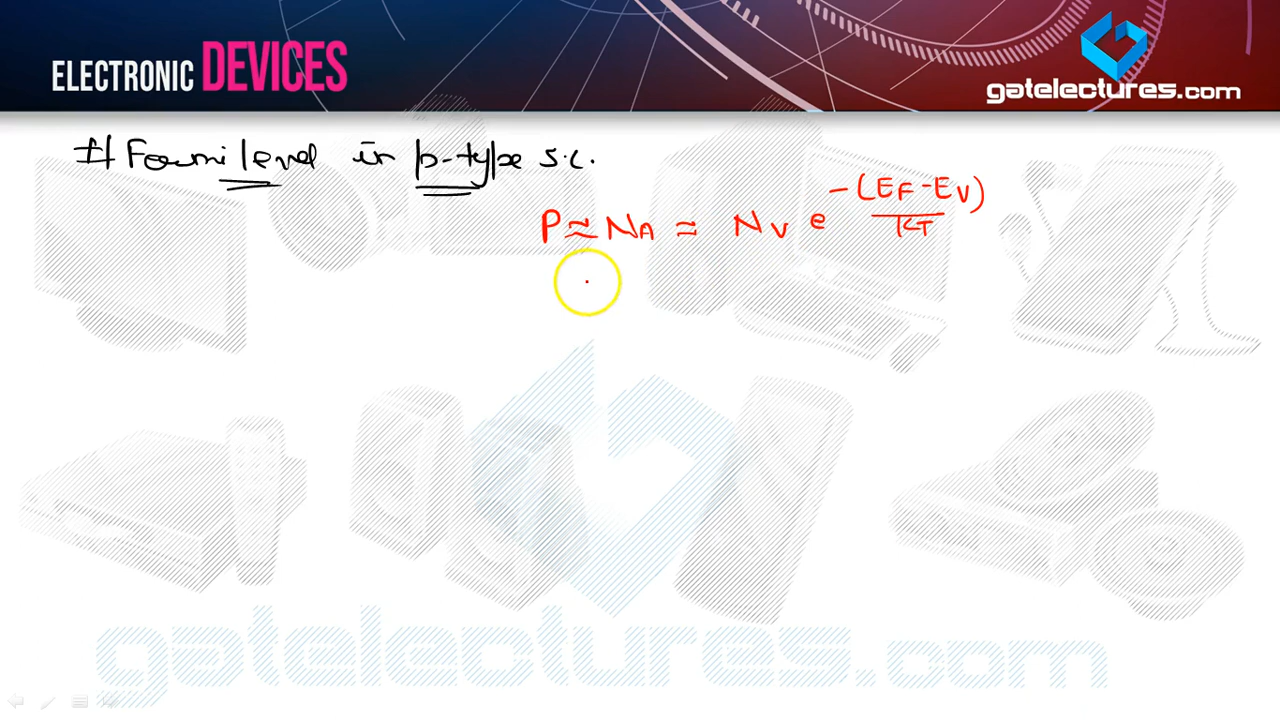 ELECTRONIC DEVICES
gatelectures.com
# Fermi level in p-type s.c.
P ≈ NA ≈ NV e^-(EF-EV)/KT
gatelectures.com